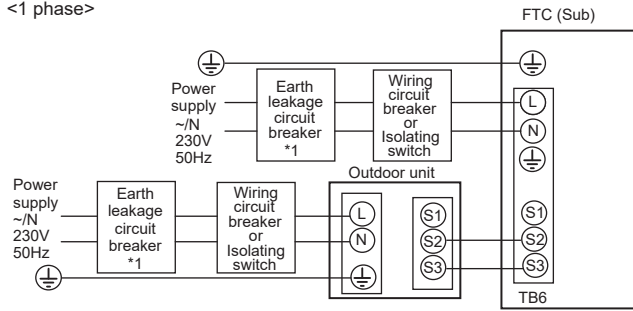 <1 phase>
FTC (Sub)
Power
supply
~/N
230V
50Hz
Earth
leakage
circuit
breaker
*1
Wiring
circuit
breaker
or
Isolating
switch
L
N
S1
S2
S3
TB6
Outdoor unit
Power
supply
~/N
230V
50Hz
Earth
leakage
circuit
breaker
*1
Wiring
circuit
breaker
or
Isolating
switch
L
N
S1
S2
S3